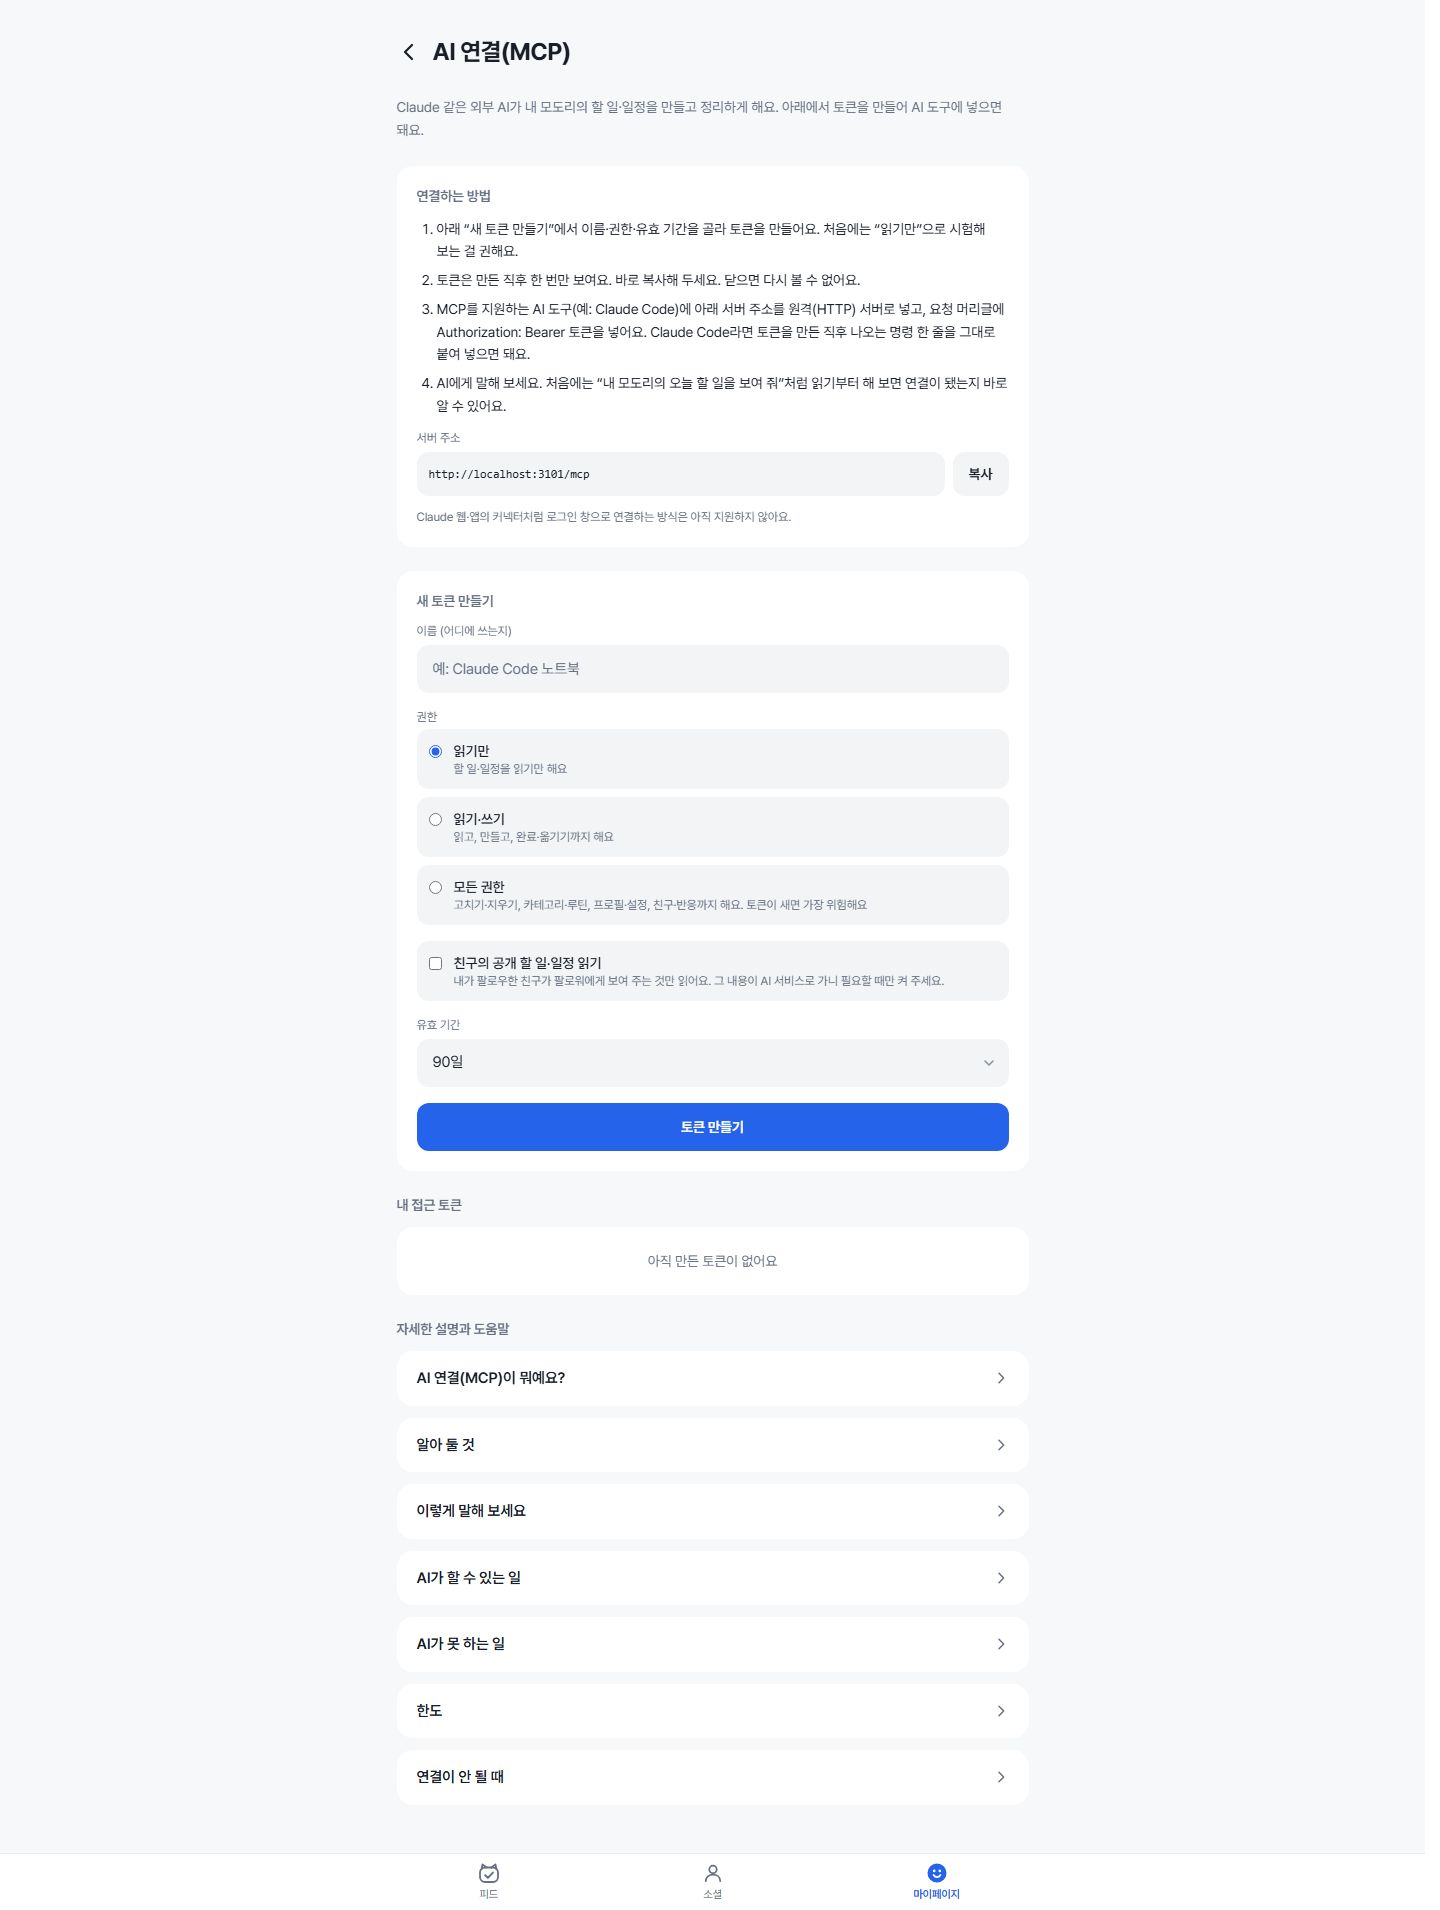 AI 연결(MCP)
Claude 같은 외부 AI가 내 모도리의 할 일·일정을 만들고 정리하게 해요. 아래에서 토큰을 만들어 AI 도구에 넣으면
돼요.
연결하는 방법
1. 아래 “새 토큰 만들기”에서 이름·권한·유효 기간을 골라 토큰을 만들어요. 처음에는 “읽기만”으로 시험해
보는 걸 권해요.
2. 토큰은 만든 직후 한 번만 보여요. 바로 복사해 두세요. 닫으면 다시 볼 수 없어요.
3. MCP를 지원하는 AI 도구(예: Claude Code)에 아래 서버 주소를 원격(HTTP) 서버로 넣고, 요청 머리글에
Authorization: Bearer 토큰을 넣어요. Claude Code라면 토큰을 만든 직후 나오는 명령 한 줄을 그대로
붙여 넣으면 돼요.
4. AI에게 말해 보세요. 처음에는 “내 모도리의 오늘 할 일을 보여 줘”처럼 읽기부터 해 보면 연결이 됐는지 바로
알 수 있어요.
서버 주소
http://localhost:3101/mcp
복사
Claude 웹·앱의 커넥터처럼 로그인 창으로 연결하는 방식은 아직 지원하지 않아요.
새 토큰 만들기
이름 (어디에 쓰는지)
예: Claude Code 노트북
권한
읽기만
할 일·일정을 읽기만 해요
읽기·쓰기
읽고, 만들고, 완료·옮기기까지 해요
모든 권한
고치기·지우기, 카테고리·루틴, 프로필·설정, 친구·반응까지 해요. 토큰이 새면 가장 위험해요
친구의 공개 할 일·일정 읽기
내가 팔로우한 친구가 팔로워에게 보여 주는 것만 읽어요. 그 내용이 AI 서비스로 가니 필요할 때만 켜 주세요.
유효 기간
90일
토큰 만들기
내 접근 토큰
아직 만든 토큰이 없어요
자세한 설명과 도움말
AI 연결(MCP)이 뭐예요?
알아 둘 것
이렇게 말해 보세요
AI가 할 수 있는 일
AI가 못 하는 일
한도
연결이 안 될 때
피드
소셜
마이페이지